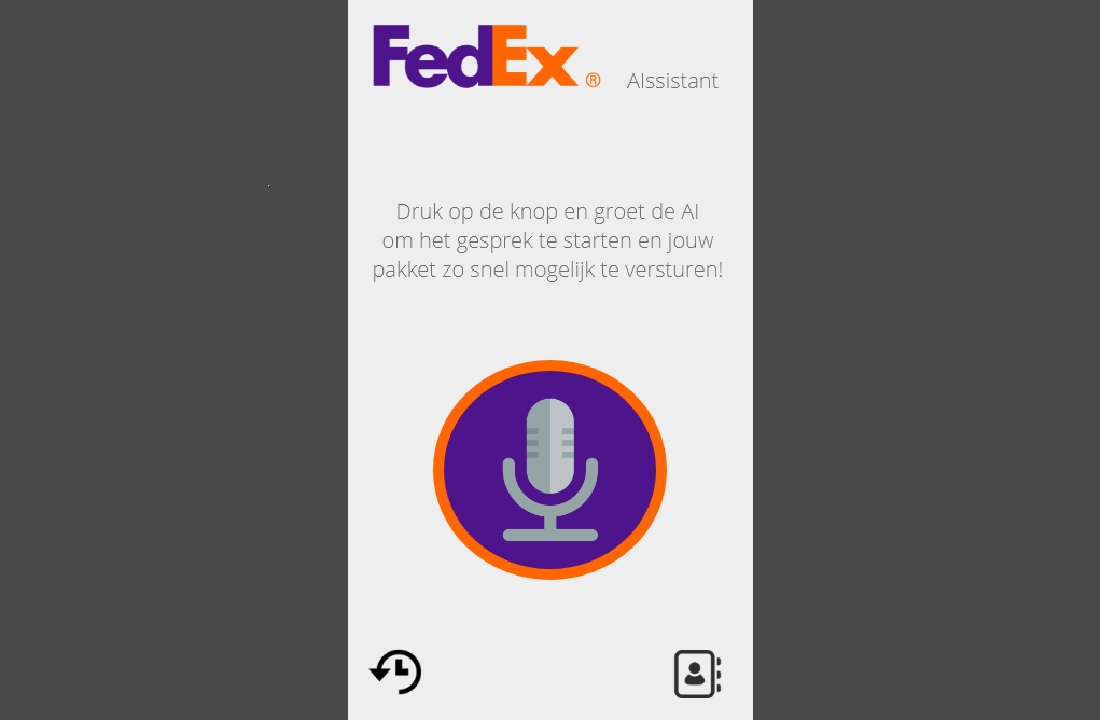 FedEx® AIssistant
Druk op de knop en groet de AI
om het gesprek te starten en jouw
pakket zo snel mogelijk te versturen!